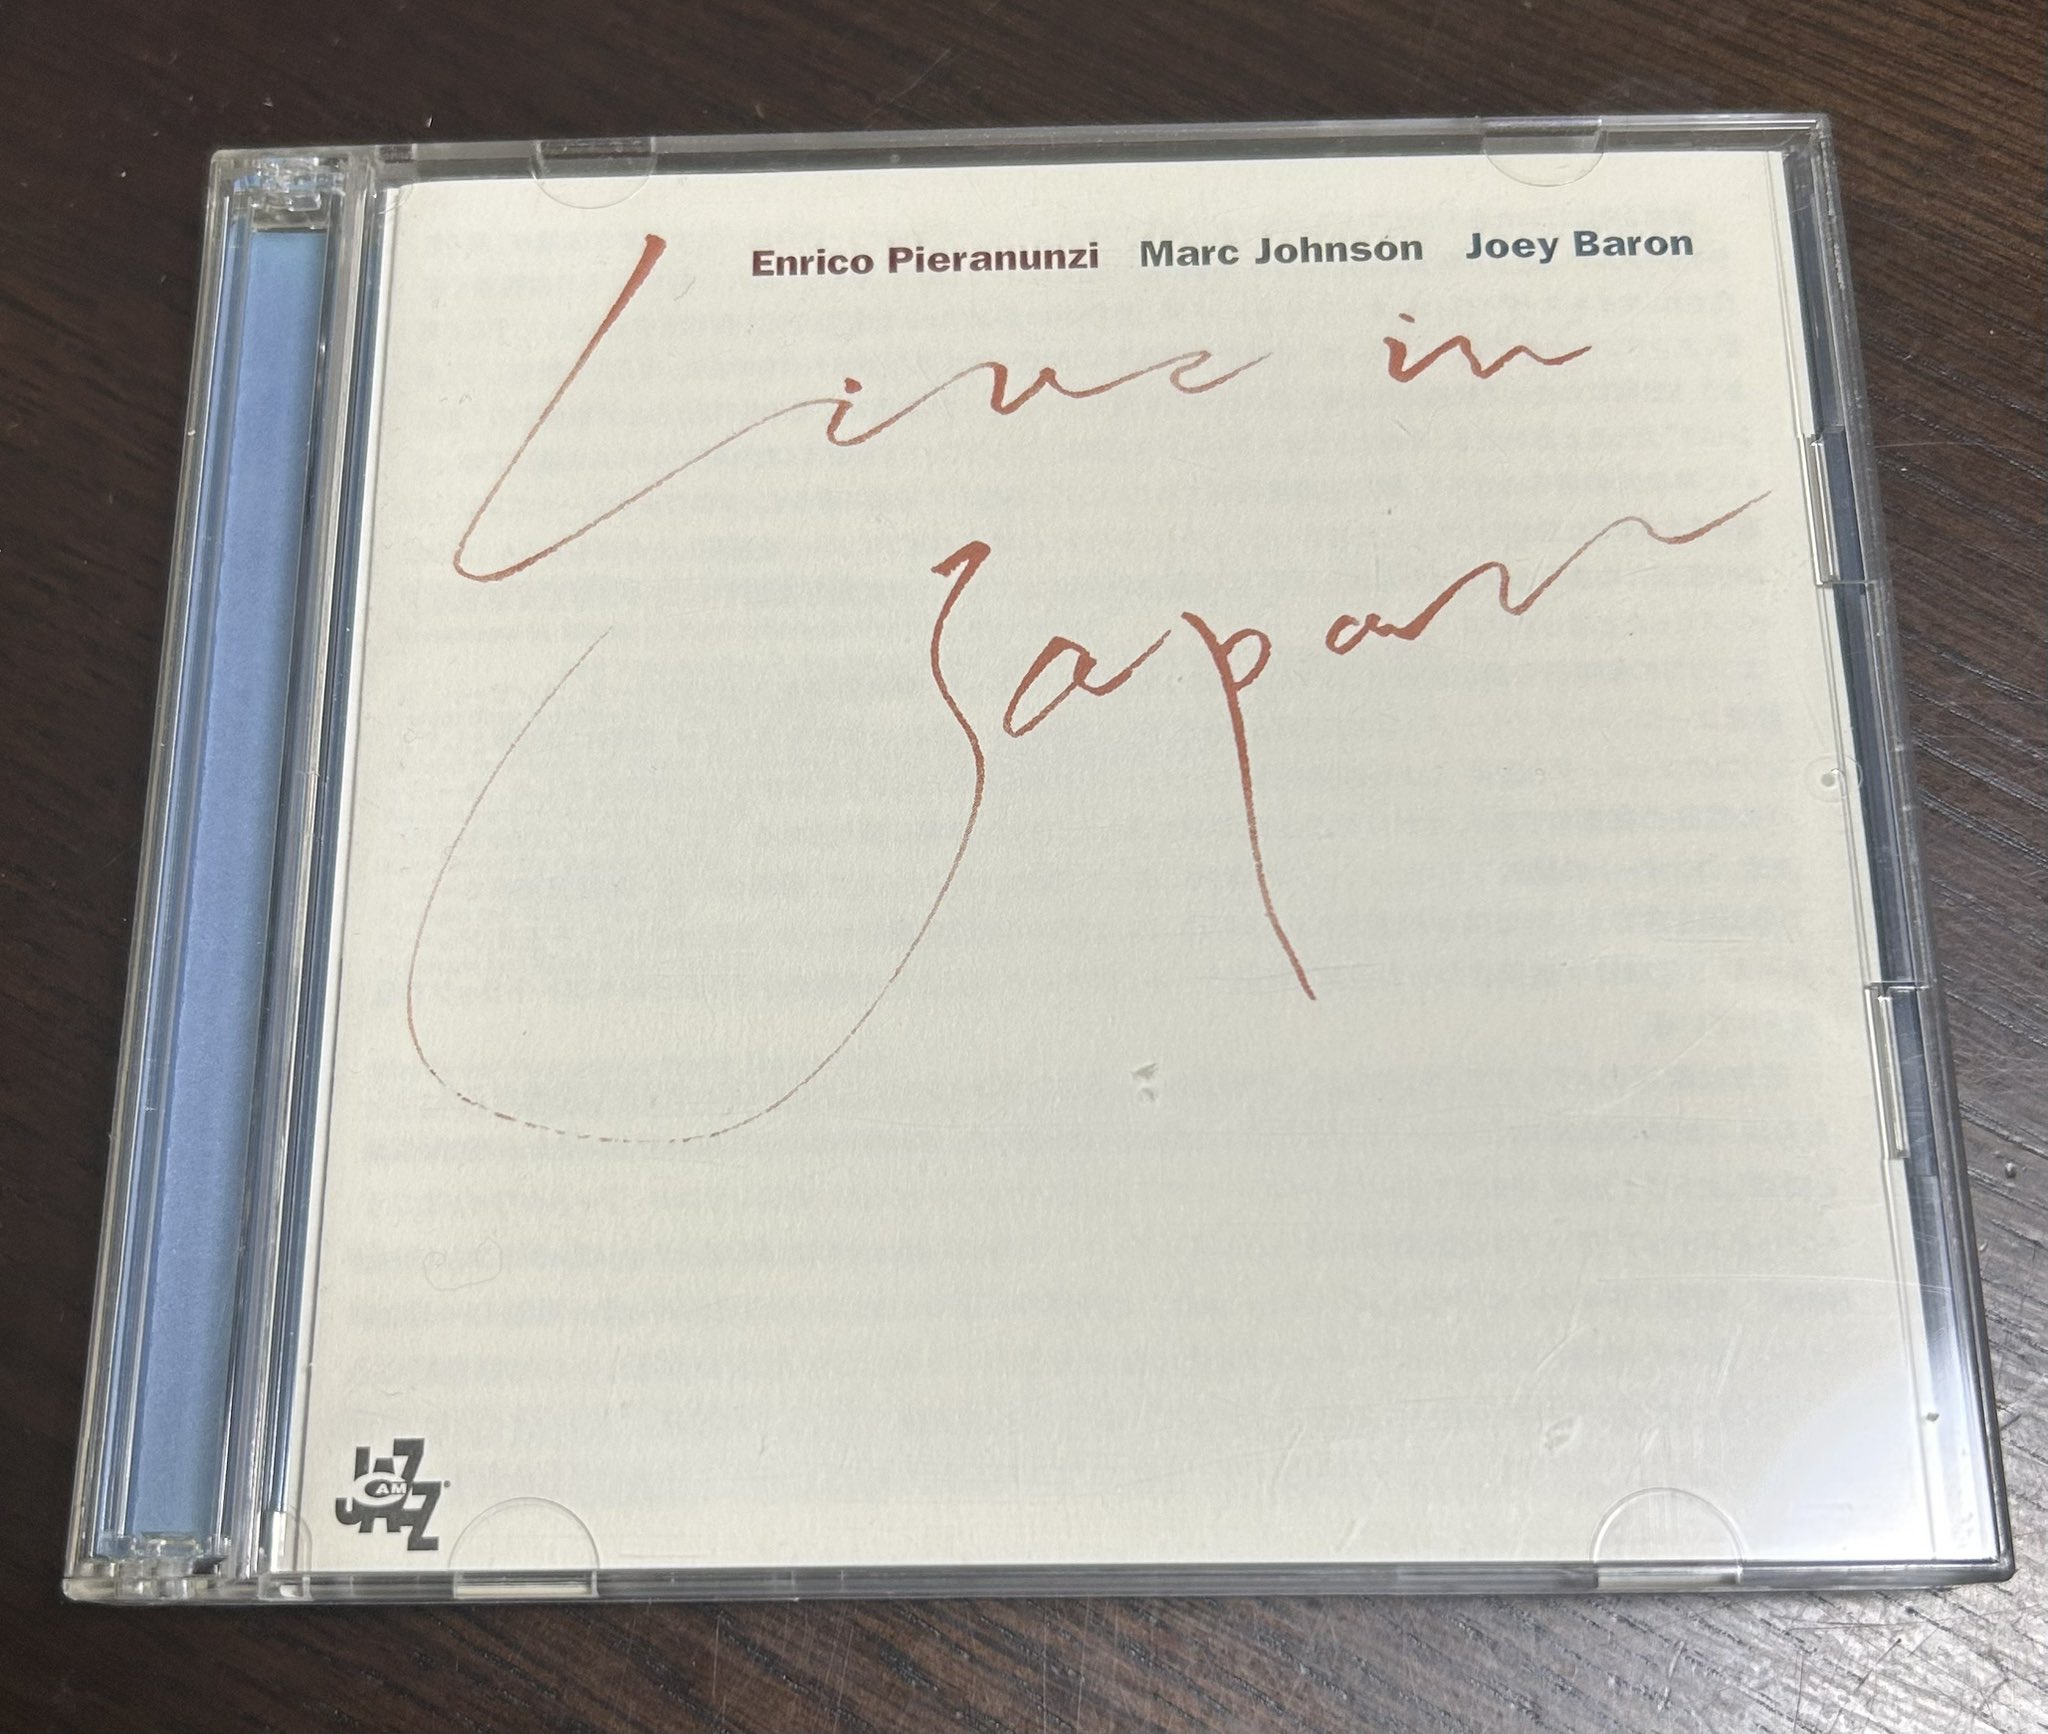 Enrico Pieranunzi Marc Johnson Joey Baron
Live in
Japan
CAM
JAZZ